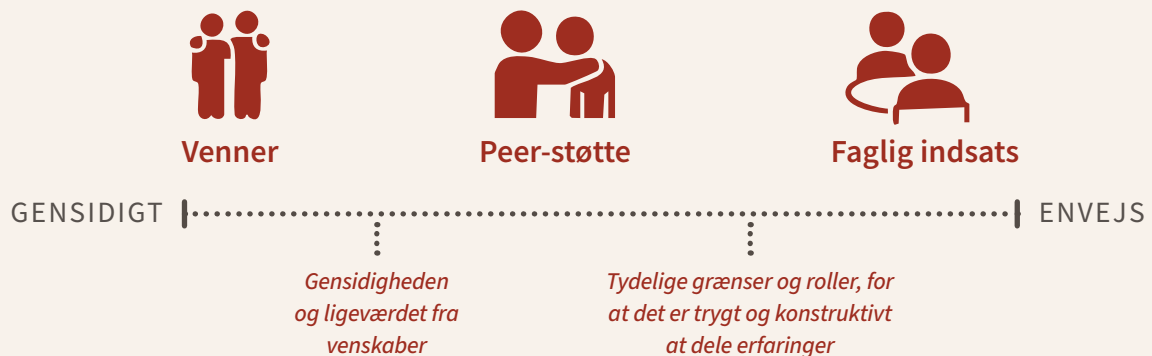 Venner
Peer-støtte
Faglig indsats
GENSIDIGT
ENVEJS
Gensidigheden
og ligeværdet fra
venskaber
Tydelige grænser og roller, for
at det er trygt og konstruktivt
at dele erfaringer